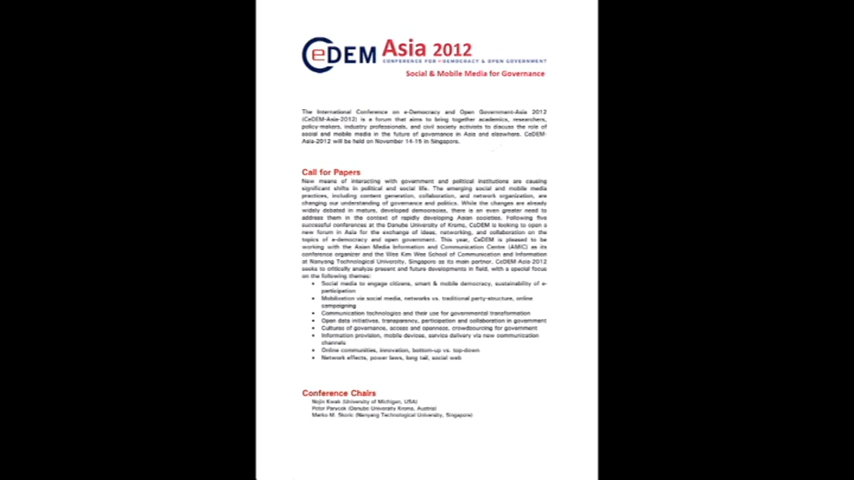 CeDEM Asia 2012
CONFERENCE FOR E-DEMOCRACY & OPEN GOVERNMENT
Social & Mobile Media for Governance
The International Conference on e-Democracy and Open Government-Asia 2012
(CeDEM-Asia-2012) is a forum that aims to bring together academics, researchers,
policy-makers, industry professionals, and civil society activists to discuss the role of
social and mobile media in the future of governance in Asia and elsewhere. CeDEM-
Asia-2012 will be held on November 14-15 in Singapore.
Call for Papers
New means of interacting with government and political institutions are causing
significant shifts in political and social life. The emerging social and mobile media
practices, including content generation, collaboration, and network organization, are
changing our understanding of governance and politics. While the changes are already
widely debated in mature, developed democracies, there is an even greater need to
address them in the context of rapidly developing Asian societies. Following five
successful conferences at the Danube University of Krems, CeDEM is looking to open a
new forum in Asia for the exchange of ideas, networking, and collaboration on the
topics of e-democracy and open government. This year, CeDEM is pleased to be
working with the Asian Media Information and Communication Centre (AMIC) as its
conference organizer and the Wee Kim Wee School of Communication and Information
at Nanyang Technological University, Singapore as its main partner. CeDEM Asia 2012
seeks to critically analyze present and future developments in field, with a special focus
on the following themes:
• Social media to engage citizens, smart & mobile democracy, sustainability of e-
participation
• Mobilization via social media, networks vs. traditional party-structure, online
campaigning
• Communication technologies and their use for governmental transformation
• Open data initiatives, transparency, participation and collaboration in government
• Cultures of governance, access and openness, crowdsourcing for government
• Information provision, mobile devices, service delivery via new communication
channels
• Online communities, innovation, bottom-up vs. top-down
• Network effects, power laws, long tail, social web
Conference Chairs
Nojin Kwak (University of Michigan, USA)
Peter Parycek (Danube University Krems, Austria)
Marko M. Skoric (Nanyang Technological University, Singapore)